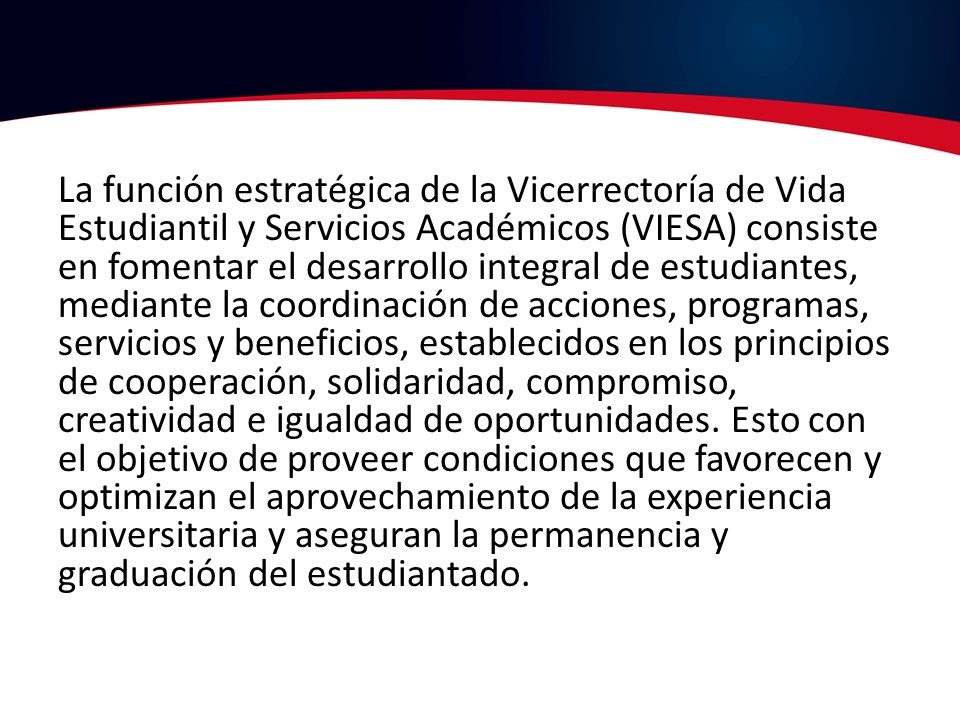 La función estratégica de la Vicerrectoría de Vida
Estudiantil y Servicios Académicos (VIESA) consiste
en fomentar el desarrollo integral de estudiantes,
mediante la coordinación de acciones, programas,
servicios y beneficios, establecidos en los principios
de cooperación, solidaridad, compromiso,
creatividad e igualdad de oportunidades. Esto con
el objetivo de proveer condiciones que favorecen y
optimizan el aprovechamiento de la experiencia
universitaria y aseguran la permanencia y
graduación del estudiantado.